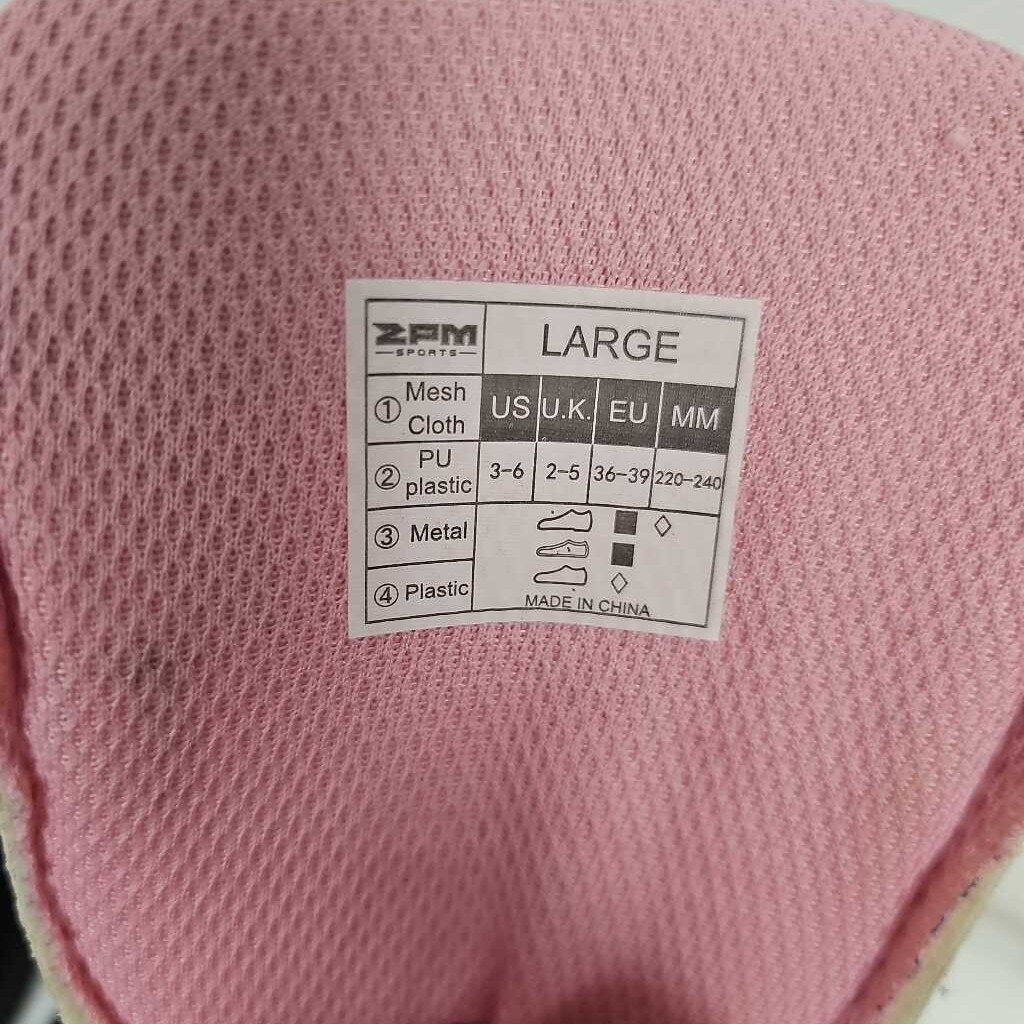 ZPM
SPORTS
LARGE
① Mesh Cloth
US U.K. EU MM
② PU plastic
3-6 2-5 36-39 220-240
③ Metal
④ Plastic
MADE IN CHINA